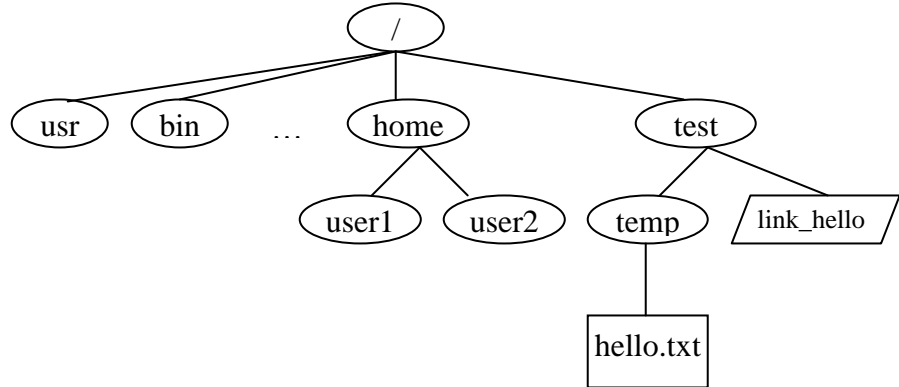 /
usr bin … home test
user1 user2 temp link_hello
hello.txt